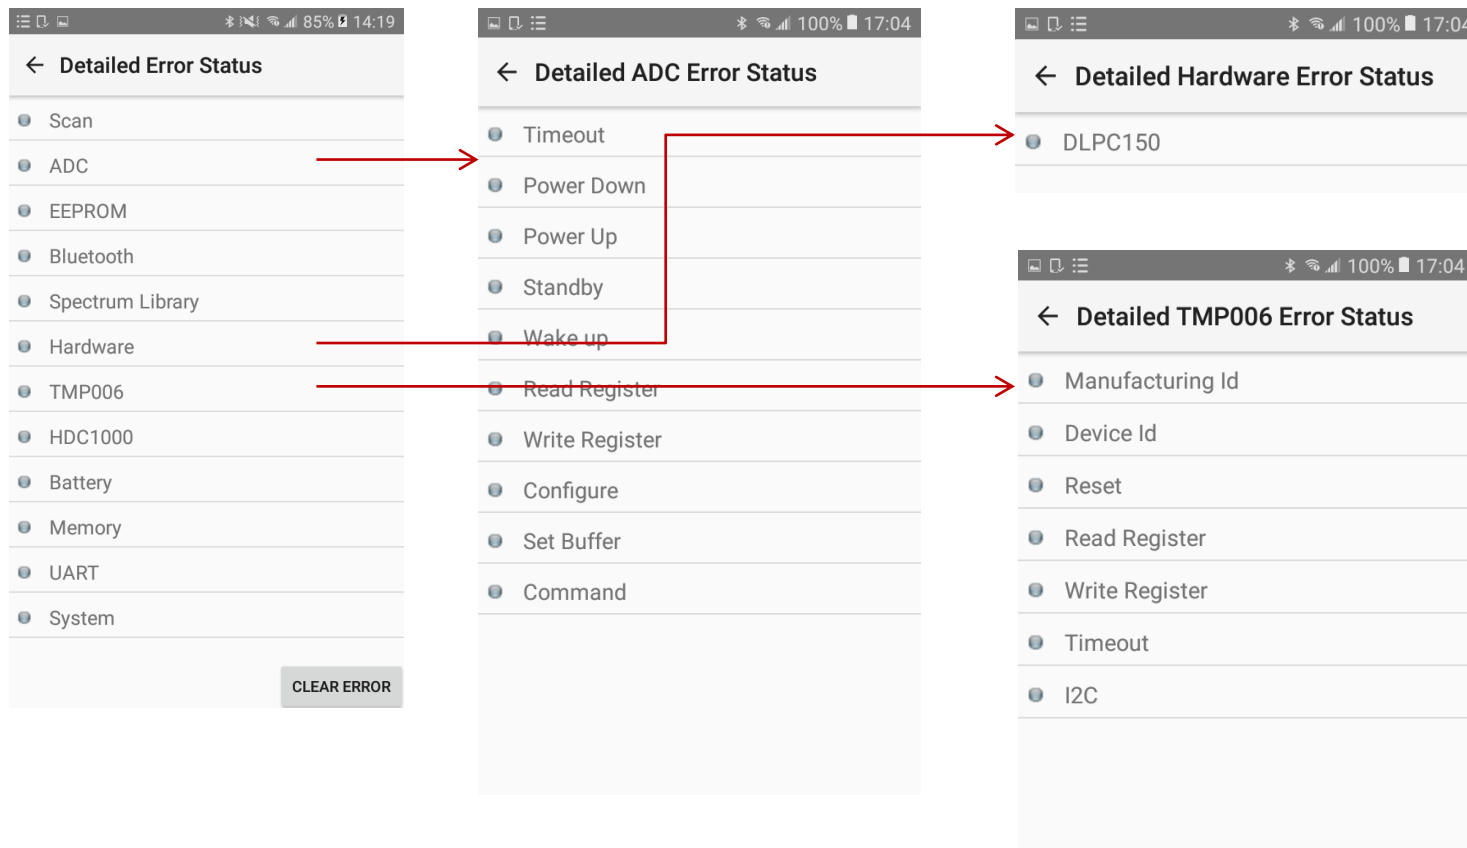 85% 14:19
Detailed Error Status
Scan
ADC
EEPROM
Bluetooth
Spectrum Library
Hardware
TMP006
HDC1000
Battery
Memory
UART
System
CLEAR ERROR
100% 17:04
Detailed ADC Error Status
Timeout
Power Down
Power Up
Standby
Wake up
Read Register
Write Register
Configure
Set Buffer
Command
100% 17:04
Detailed Hardware Error Status
DLPC150
100% 17:04
Detailed TMP006 Error Status
Manufacturing Id
Device Id
Reset
Read Register
Write Register
Timeout
I2C